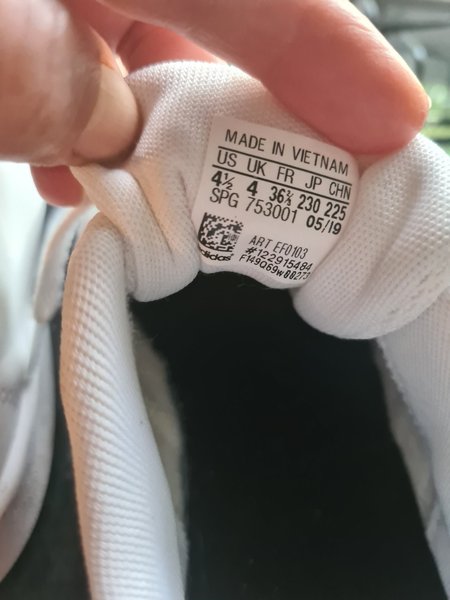 MADE IN VIETNAM
US UK FR JP CHN
4½ 4 36⅔ 230 225
SPG 753001 05/19
ART EF0103
#122915484
adidas F149069w88273